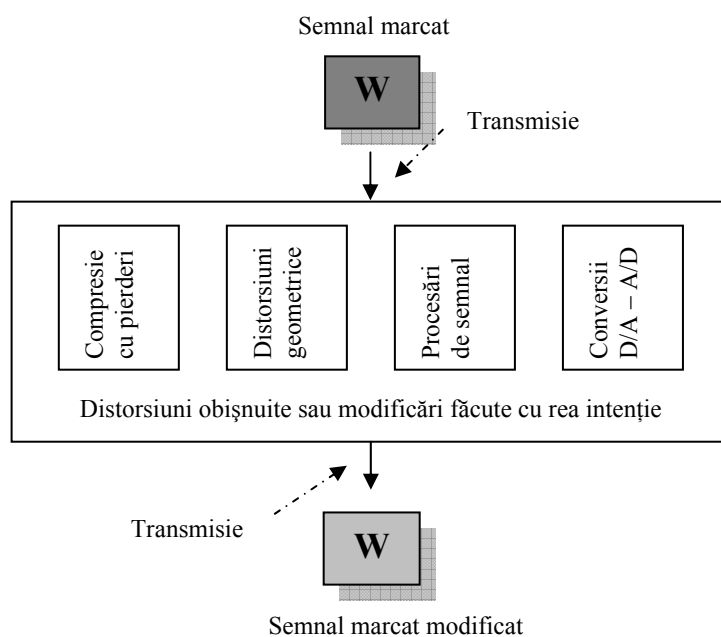 Semnal marcat
W
Transmisie
Compresie
cu pierderi
Distorsiuni
geometrice
Procesări
de semnal
Conversii
D/A – A/D
Distorsiuni obişnuite sau modificări făcute cu rea intenţie
Transmisie
W
Semnal marcat modificat